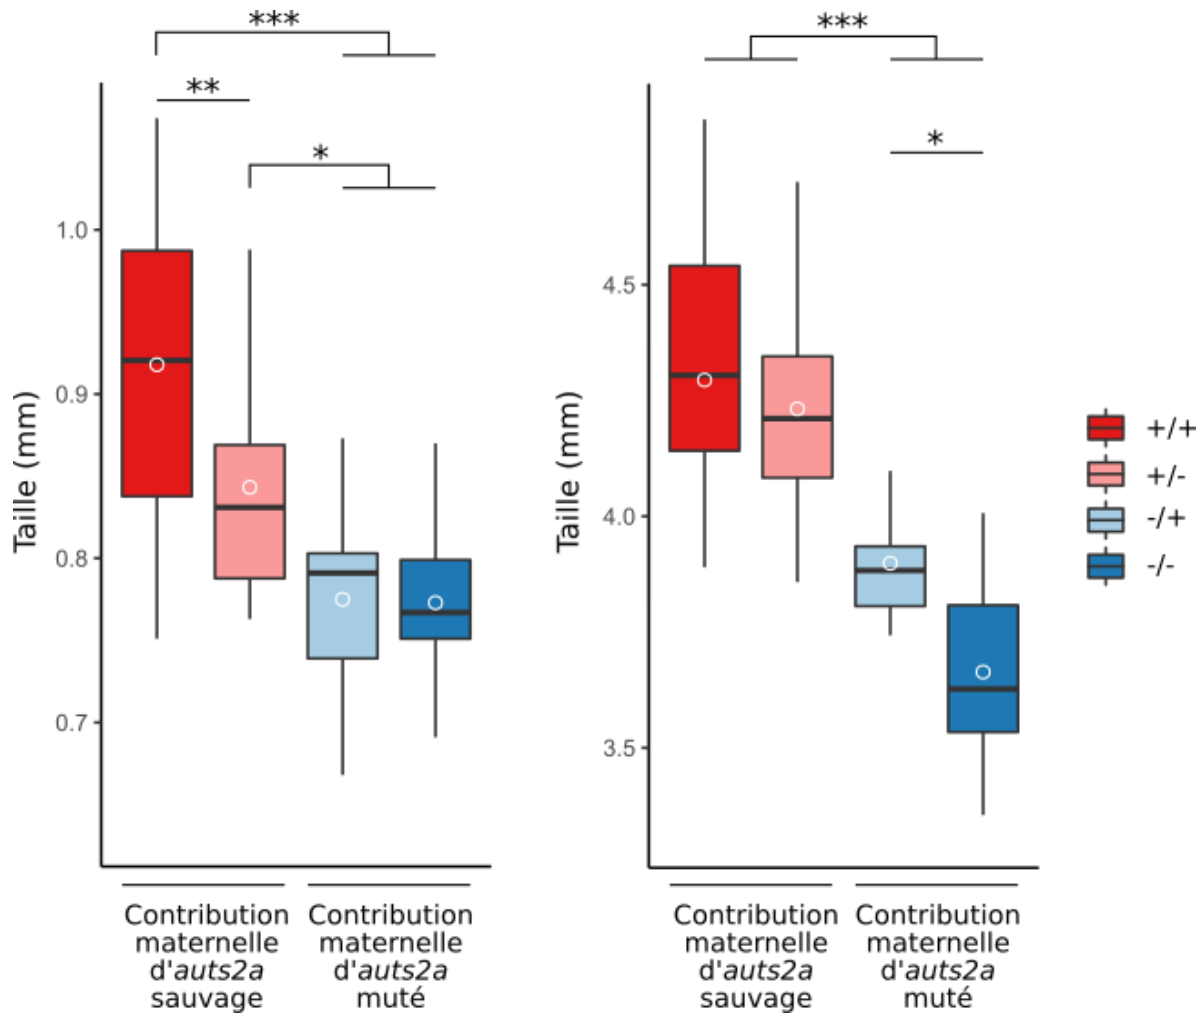 ***
**
*
1.0
0.9
0.8
0.7
Taille (mm)
Contribution
maternelle
d'auts2a
sauvage
Contribution
maternelle
d'auts2a
muté
***
*
4.5
4.0
3.5
Taille (mm)
Contribution
maternelle
d'auts2a
sauvage
Contribution
maternelle
d'auts2a
muté
+/+
+/-
-/+
-/-